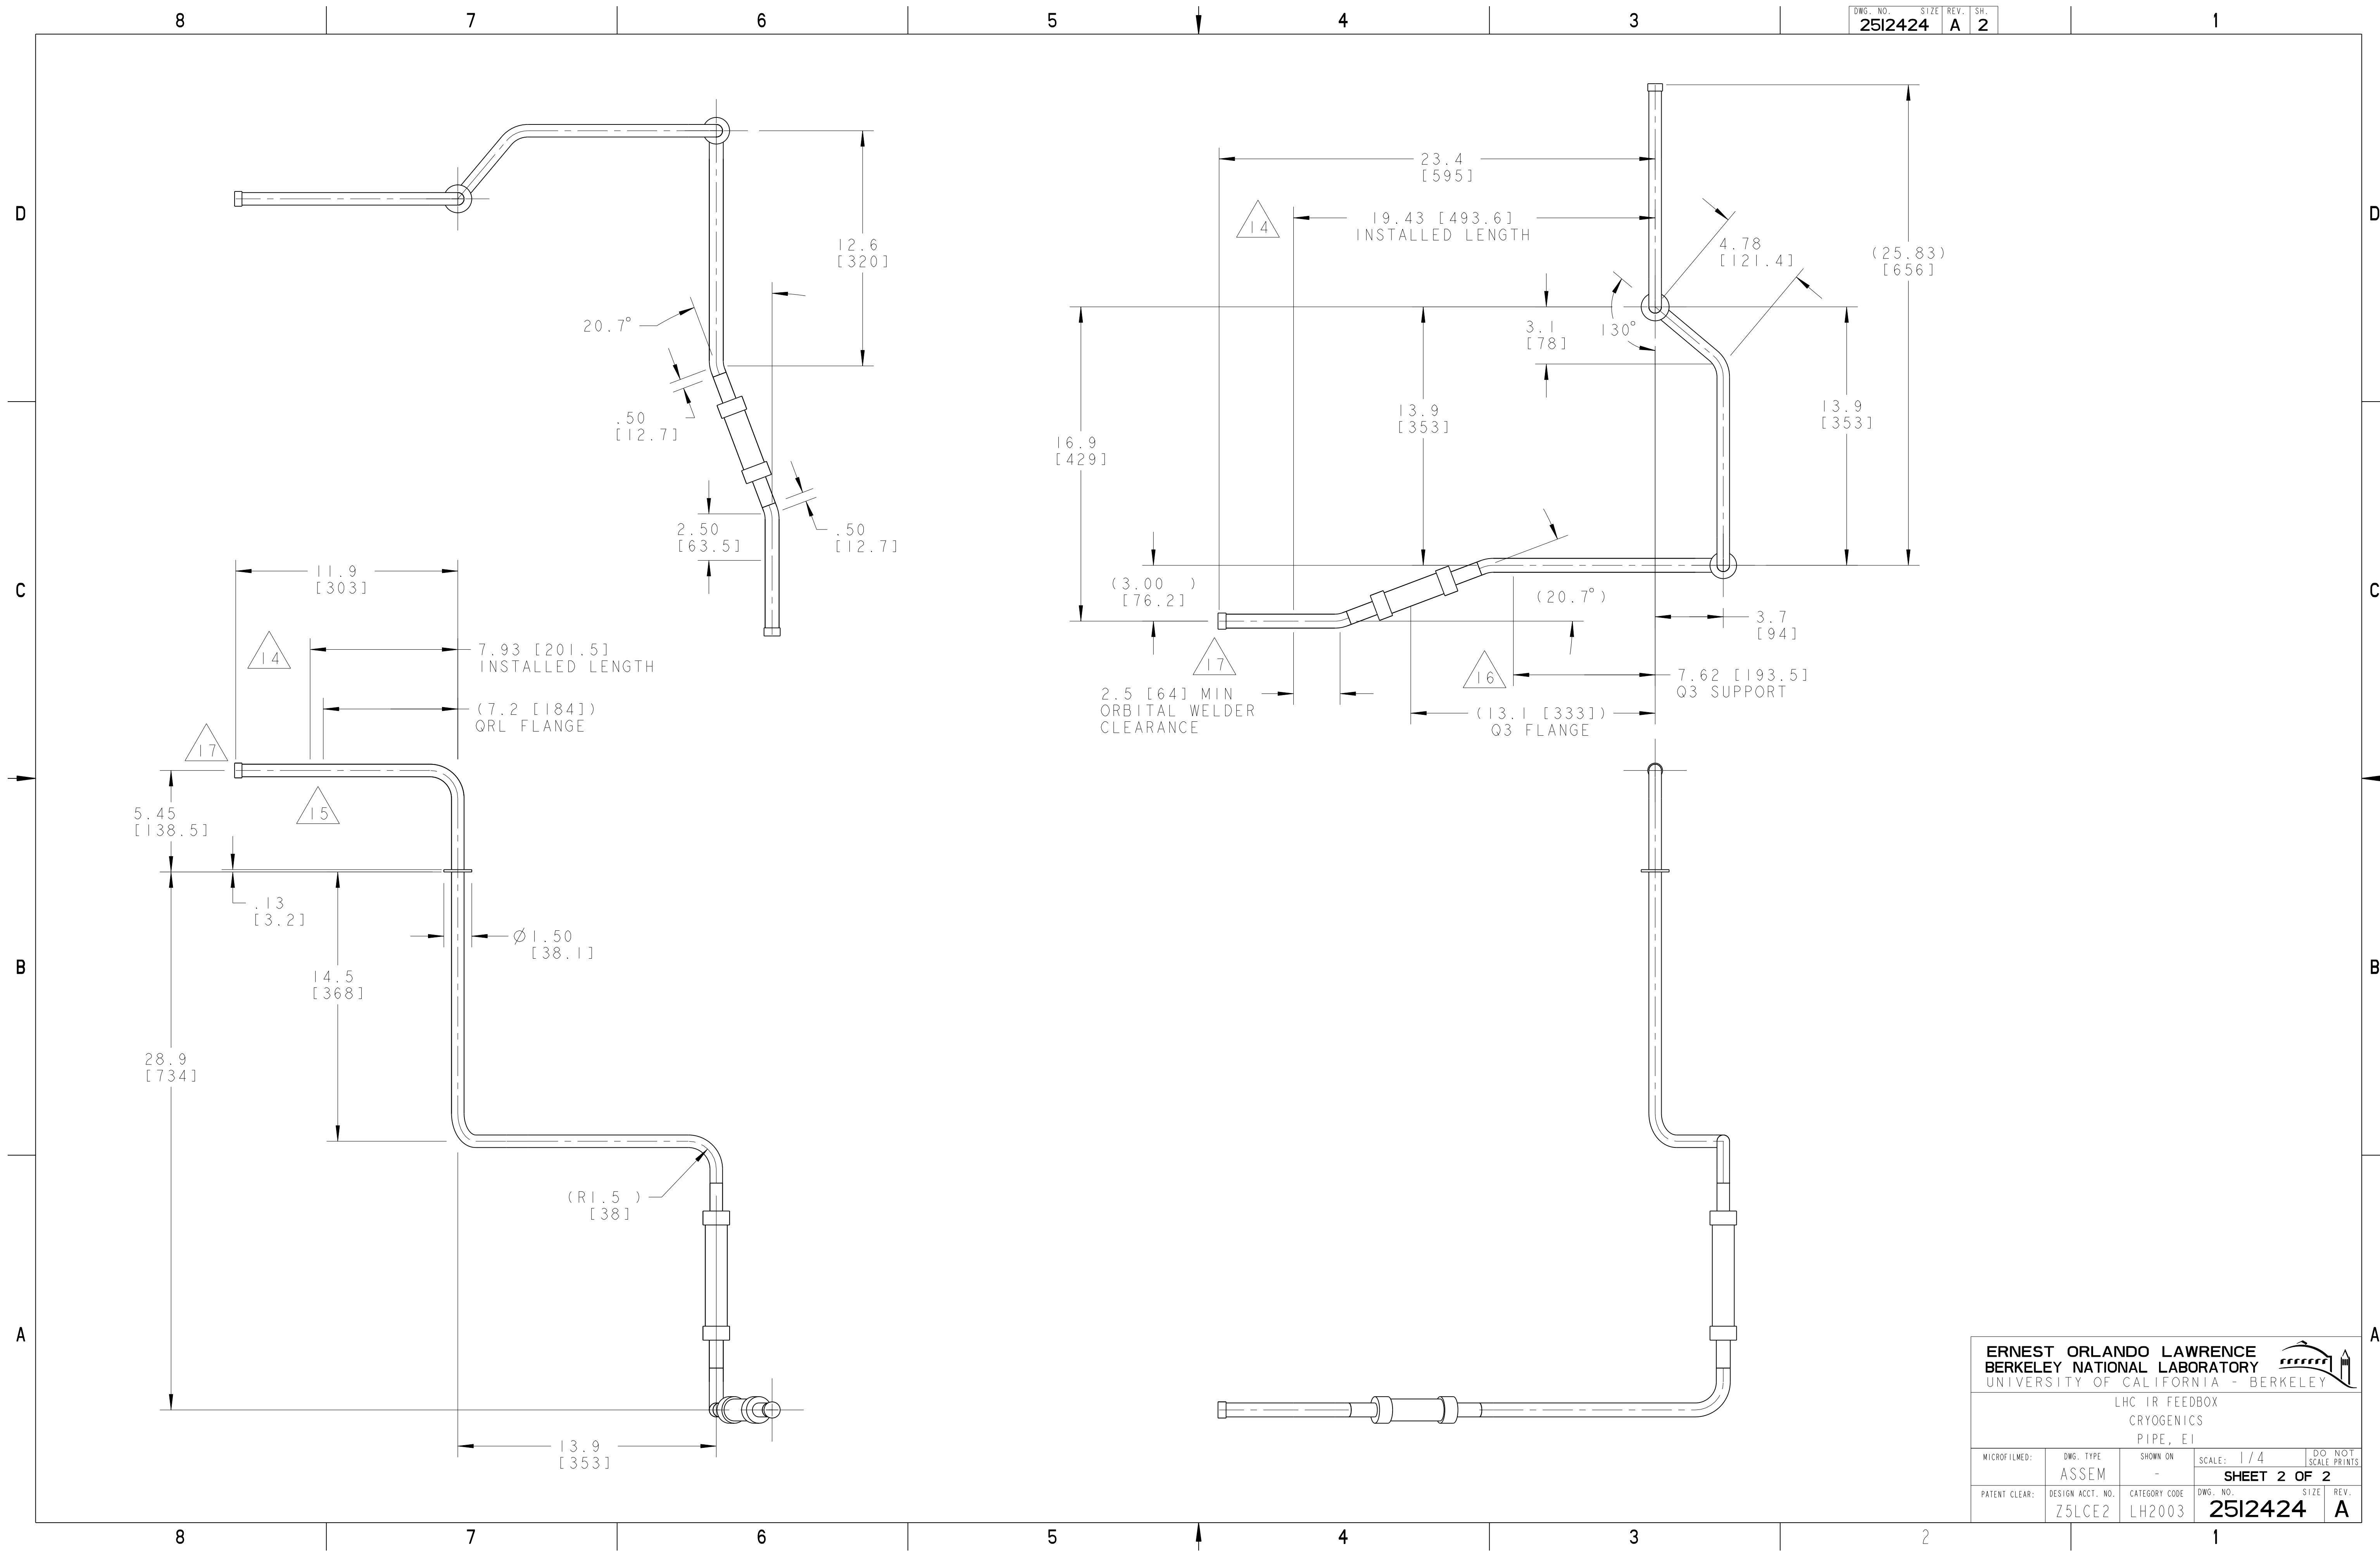 8 7 6 5 4 3 1
DWG. NO. SIZE REV. SH.
2512424 A 2
D
D
C
C
B
B
A
A
12.6
[320]
20.7°
.50
[12.7]
2.50
[63.5]
.50
[12.7]
23.4
[595]
14
19.43 [493.6]
INSTALLED LENGTH
4.78
[121.4]
(25.83)
[656]
3.1
[78]
130°
13.9
[353]
13.9
[353]
16.9
[429]
(3.00 )
[76.2]
(20.7°)
3.7
[94]
17
16
7.62 [193.5]
Q3 SUPPORT
2.5 [64] MIN
ORBITAL WELDER
CLEARANCE
(13.1 [333])
Q3 FLANGE
11.9
[303]
14
7.93 [201.5]
INSTALLED LENGTH
(7.2 [184])
QRL FLANGE
17
15
5.45
[138.5]
.13
[3.2]
Ø1.50
[38.1]
14.5
[368]
28.9
[734]
(R1.5 )
[38]
13.9
[353]
ERNEST ORLANDO LAWRENCE
BERKELEY NATIONAL LABORATORY
UNIVERSITY OF CALIFORNIA - BERKELEY
LHC IR FEEDBOX
CRYOGENICS
PIPE, E1
MICROFILMED:
DWG. TYPE
ASSEM
SHOWN ON
-
SCALE: 1/4
DO NOT
SCALE PRINTS
SHEET 2 OF 2
PATENT CLEAR:
DESIGN ACCT. NO.
Z5LCE2
CATEGORY CODE
LH2003
DWG. NO. SIZE REV.
2512424 A
8 7 6 5 4 3 2 1